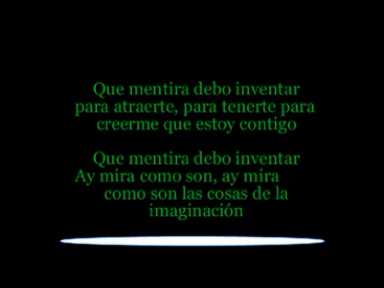 Que mentira debo inventar
para atraerte, para tenerte para
creerme que estoy contigo
Que mentira debo inventar
Ay mira como son, ay mira
como son las cosas de la
imaginación